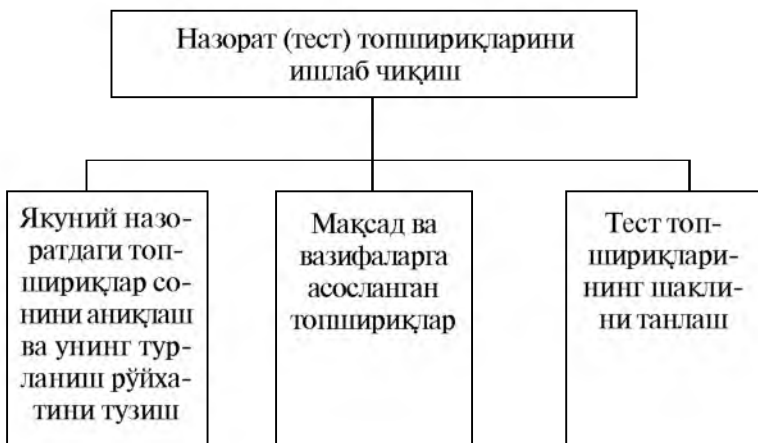 Назорат (тест) топшириқларини
ишлаб чиқиш
Якуний назо-
ратдаги топ-
шириқлар со-
нини аниқлаш
ва унинг тур-
ланиш рўйха-
тини тузиш
Мақсад ва
вазифаларга
асосланган
топшириқлар
Тест топ-
шириқлари-
нинг шакли-
ни танлаш